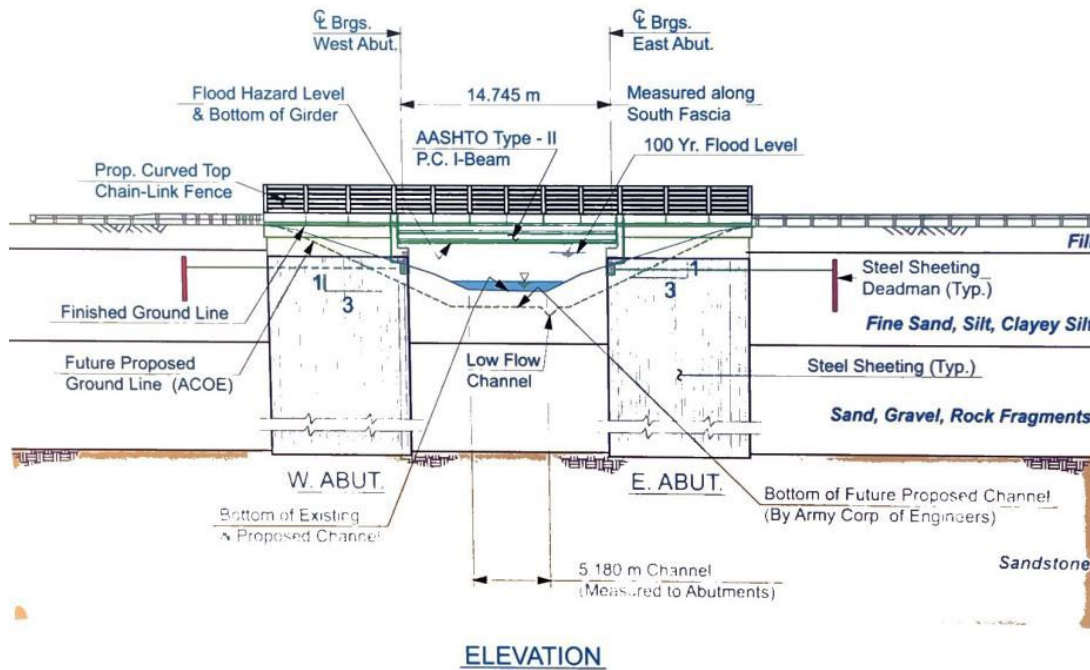 ℄ Brgs.
West Abut.
℄ Brgs.
East Abut.
Flood Hazard Level
& Bottom of Girder
14.745 m
Measured along
South Fascia
AASHTO Type - II
P.C. I-Beam
100 Yr. Flood Level
Prop. Curved Top
Chain-Link Fence
Fill
1
3
1
3
Steel Sheeting
Deadman (Typ.)
Finished Ground Line
Fine Sand, Silt, Clayey Silt
Future Proposed
Ground Line (ACOE)
Low Flow
Channel
Steel Sheeting (Typ.)
Sand, Gravel, Rock Fragments
W. ABUT.
E. ABUT.
Bottom of Existing
& Proposed Channel
Bottom of Future Proposed Channel
(By Army Corp. of Engineers)
5.180 m Channel
(Measured to Abutments)
Sandstone
ELEVATION